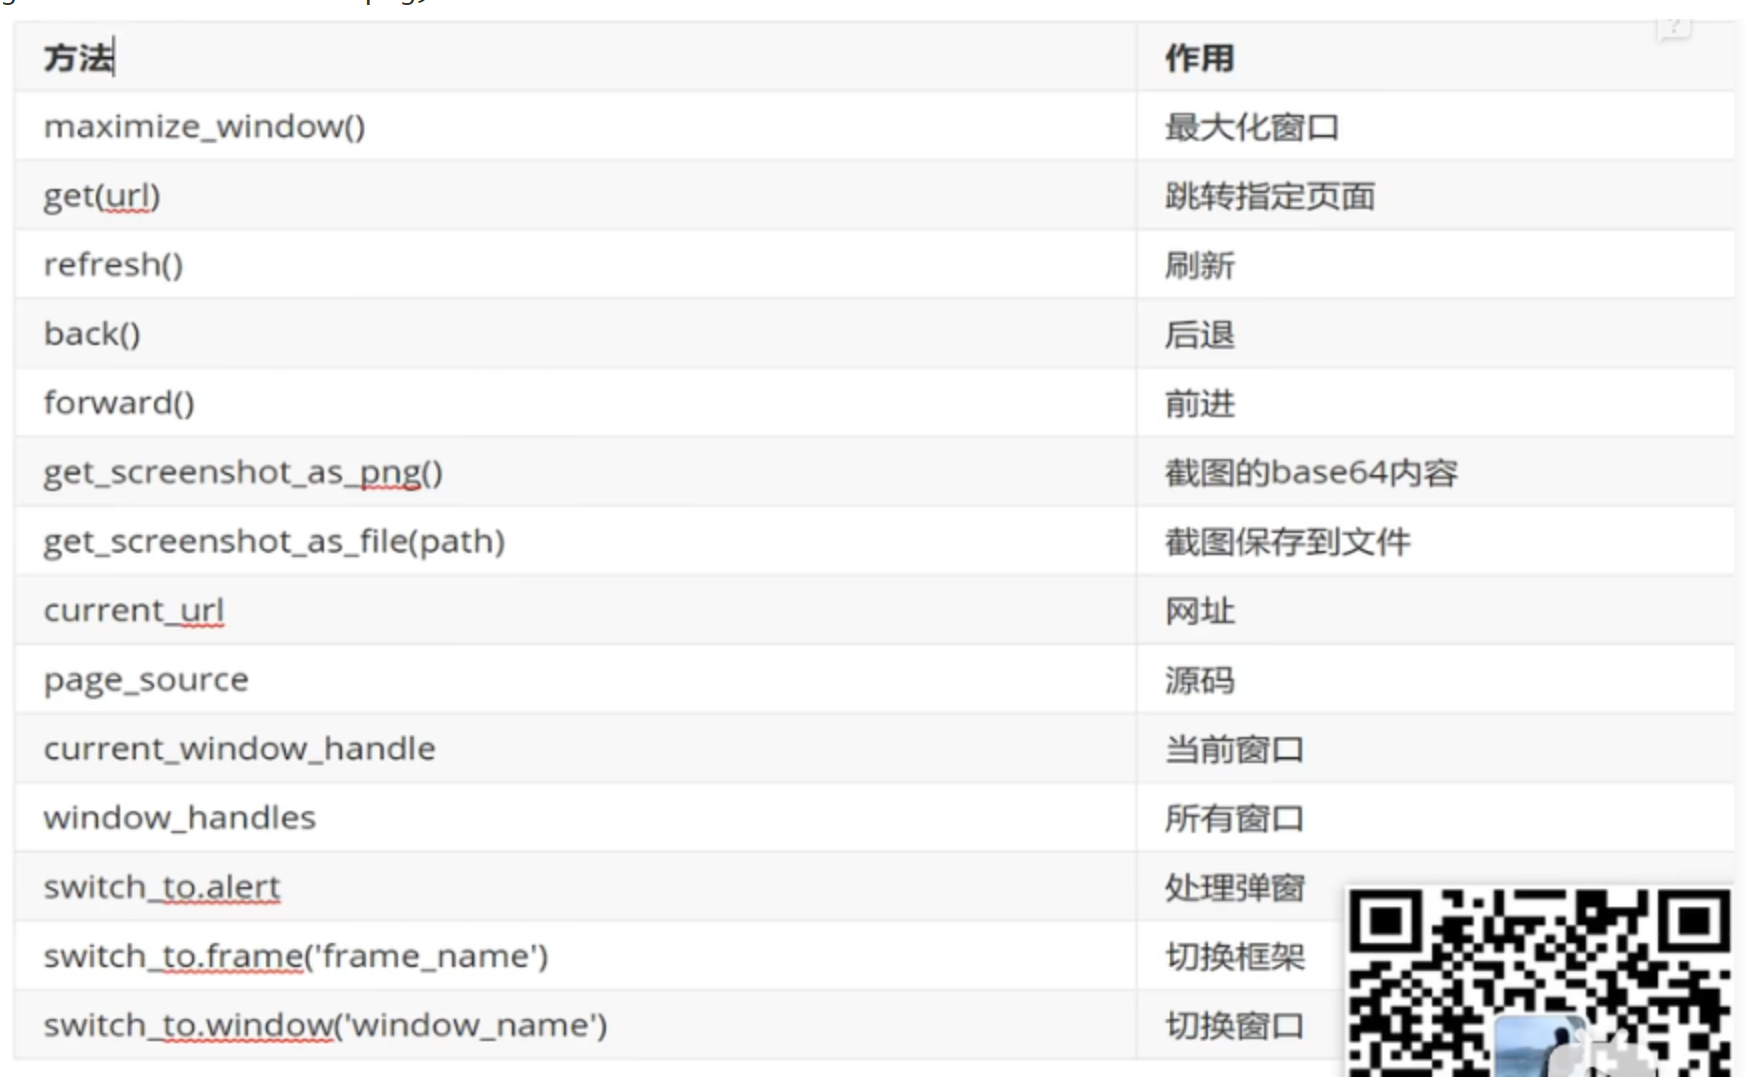 方法 作用
maximize_window() 最大化窗口
get(url) 跳转指定页面
refresh() 刷新
back() 后退
forward() 前进
get_screenshot_as_png() 截图的base64内容
get_screenshot_as_file(path) 截图保存到文件
current_url 网址
page_source 源码
current_window_handle 当前窗口
window_handles 所有窗口
switch_to.alert 处理弹窗
switch_to.frame('frame_name') 切换框架
switch_to.window('window_name') 切换窗口